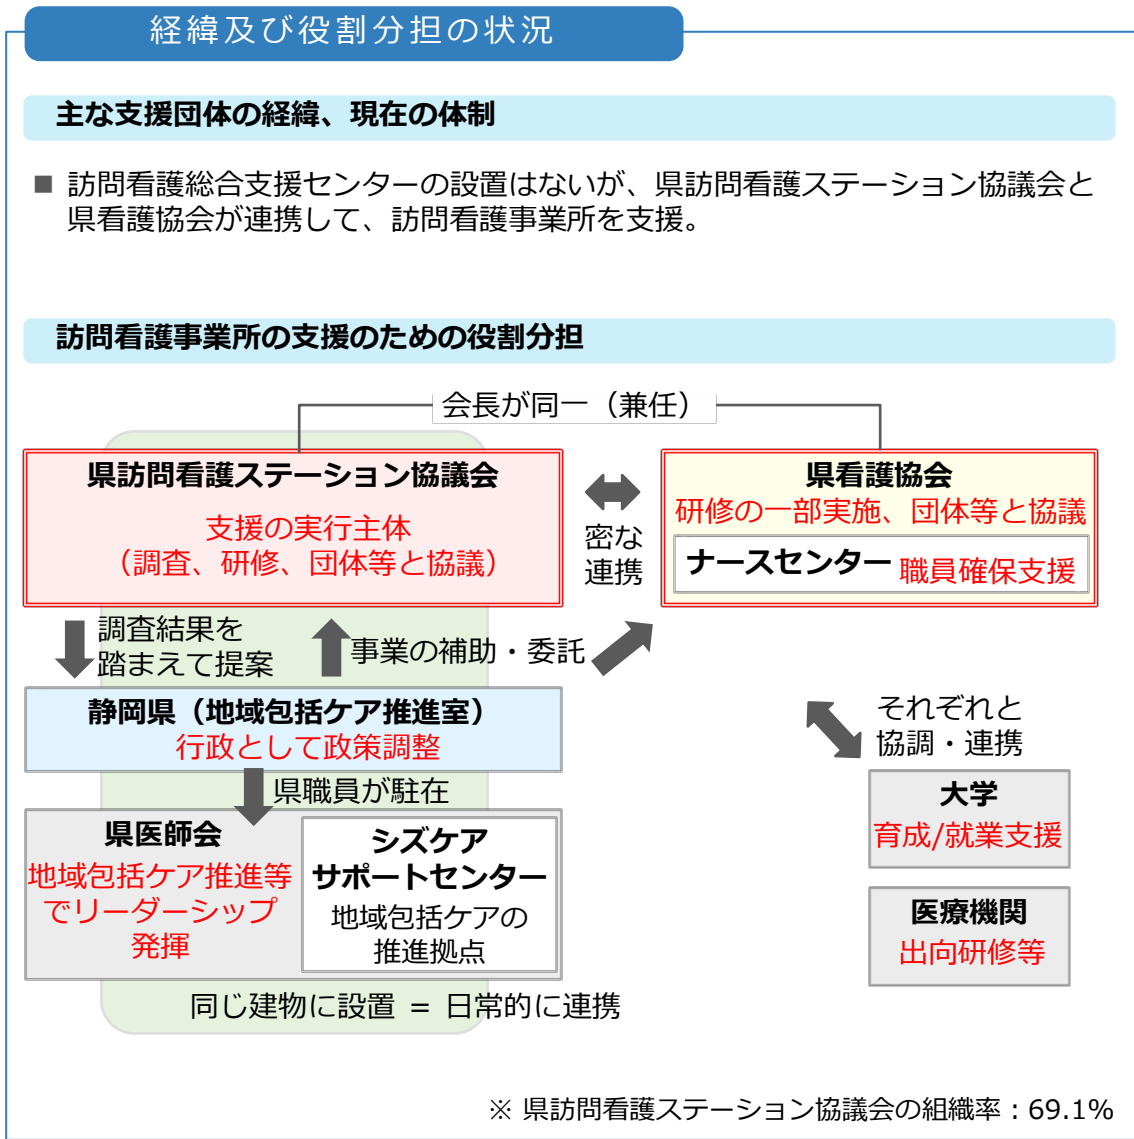 経緯及び役割分担の状況
主な支援団体の経緯、現在の体制
■ 訪問看護総合支援センターの設置はないが、県訪問看護ステーション協議会と
県看護協会が連携して、訪問看護事業所を支援。
訪問看護事業所の支援のための役割分担
会長が同一（兼任）
県訪問看護ステーション協議会
支援の実行主体
（調査、研修、団体等と協議）
密な
連携
県看護協会
研修の一部実施、団体等と協議
ナースセンター 職員確保支援
調査結果を
踏まえて提案
事業の補助・委託
静岡県（地域包括ケア推進室）
行政として政策調整
それぞれと
協調・連携
県職員が駐在
県医師会
地域包括ケア推進等
でリーダーシップ
発揮
シズケア
サポートセンター
地域包括ケアの
推進拠点
大学
育成/就業支援
医療機関
出向研修等
同じ建物に設置 = 日常的に連携
※ 県訪問看護ステーション協議会の組織率：69.1%